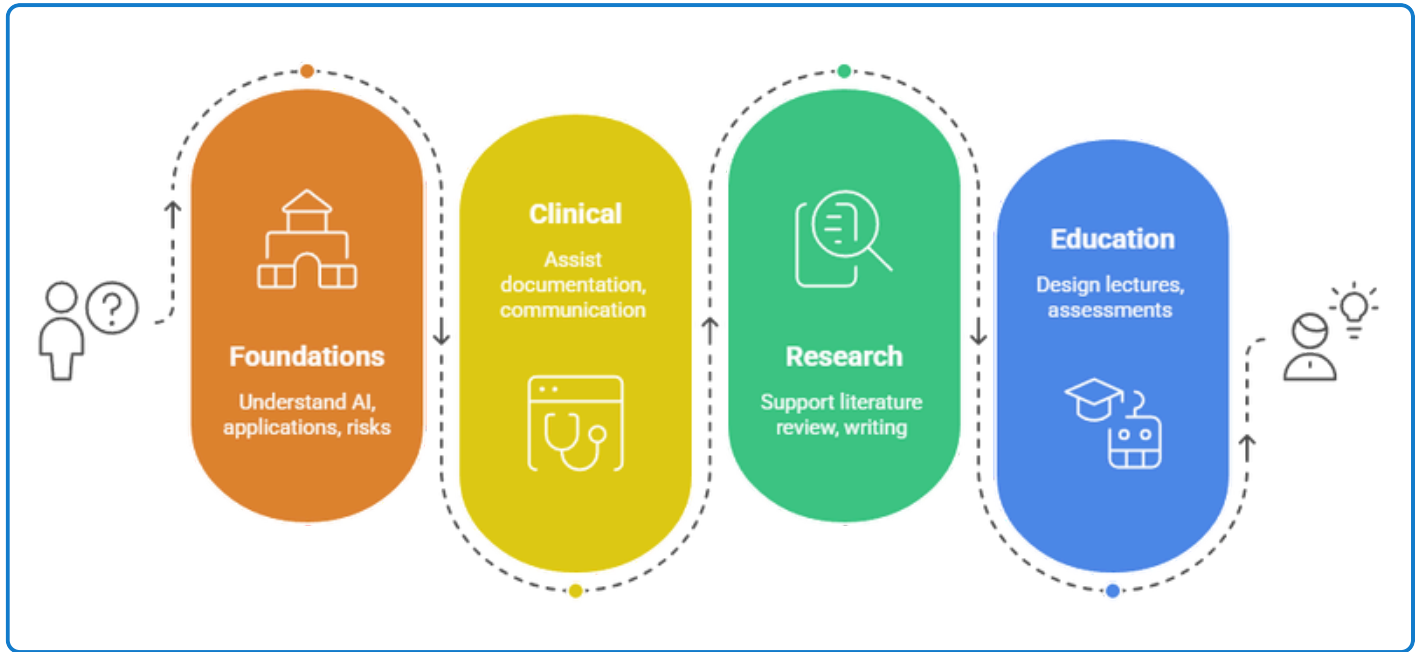 Foundations
Understand AI,
applications, risks
Clinical
Assist
documentation,
communication
Research
Support literature
review, writing
Education
Design lectures,
assessments
?